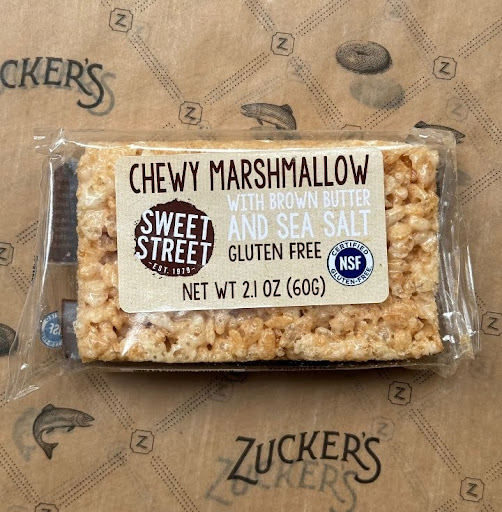 ZUCKER'S
Z
Z
Z
Z
CHEWY MARSHMALLOW
WITH BROWN BUTTER
AND SEA SALT
SWEET
STREET
EST. 1979
GLUTEN FREE
CERTIFIED
NSF
GLUTEN-FREE
NET WT 2.1 OZ (60G)
Z
Z
Z
ZUCKER'S
ZUCKER'S
Z